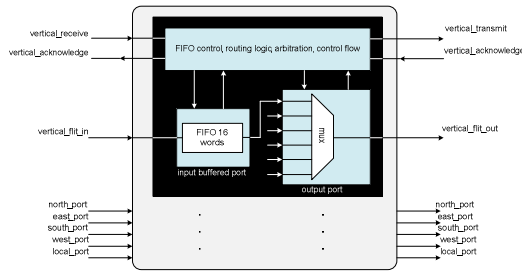 vertical_receive
vertical_acknowledge
FIFO control, routing logic, arbitration, control flow
vertical_transmit
vertical_acknowledge
vertical_flit_in
FIFO 16
words
input buffered port
mux
output port
vertical_flit_out
north_port
east_port
south_port
west_port
local_port
north_port
east_port
south_port
west_port
local_port